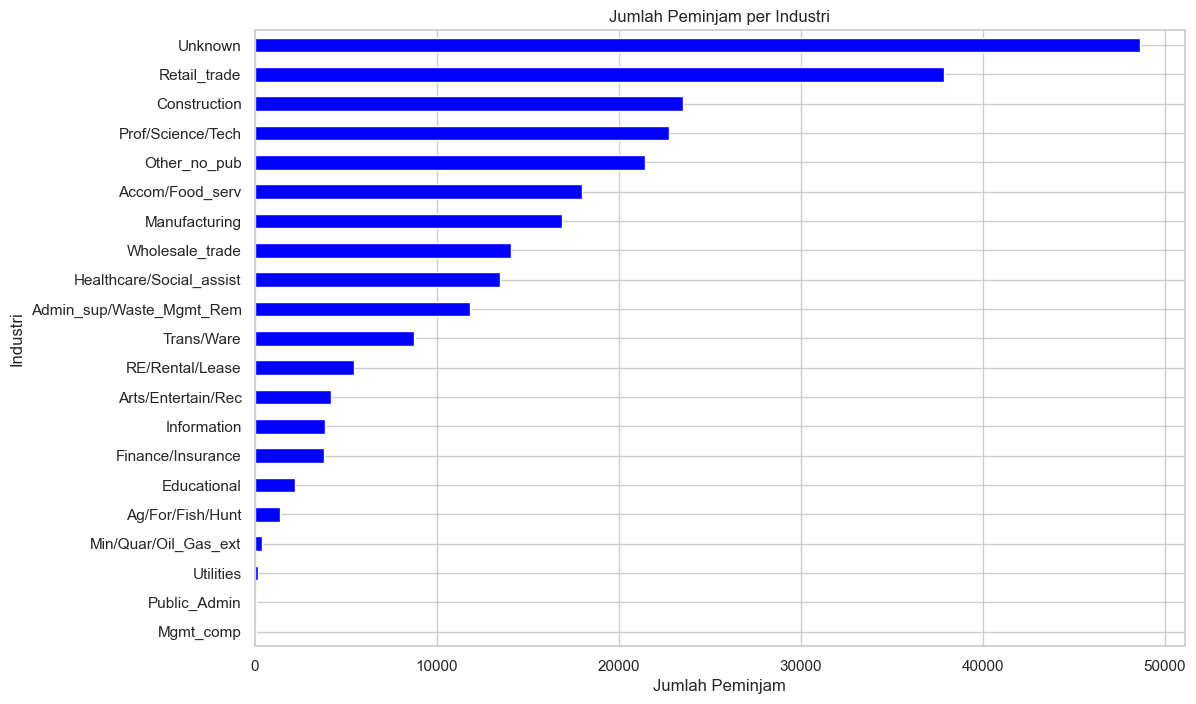 Jumlah Peminjam per Industri
Unknown
Retail_trade
Construction
Prof/Science/Tech
Other_no_pub
Accom/Food_serv
Manufacturing
Wholesale_trade
Healthcare/Social_assist
Admin_sup/Waste_Mgmt_Rem
Trans/Ware
RE/Rental/Lease
Arts/Entertain/Rec
Information
Finance/Insurance
Educational
Ag/For/Fish/Hunt
Min/Quar/Oil_Gas_ext
Utilities
Public_Admin
Mgmt_comp
Industri
0 10000 20000 30000 40000 50000
Jumlah Peminjam